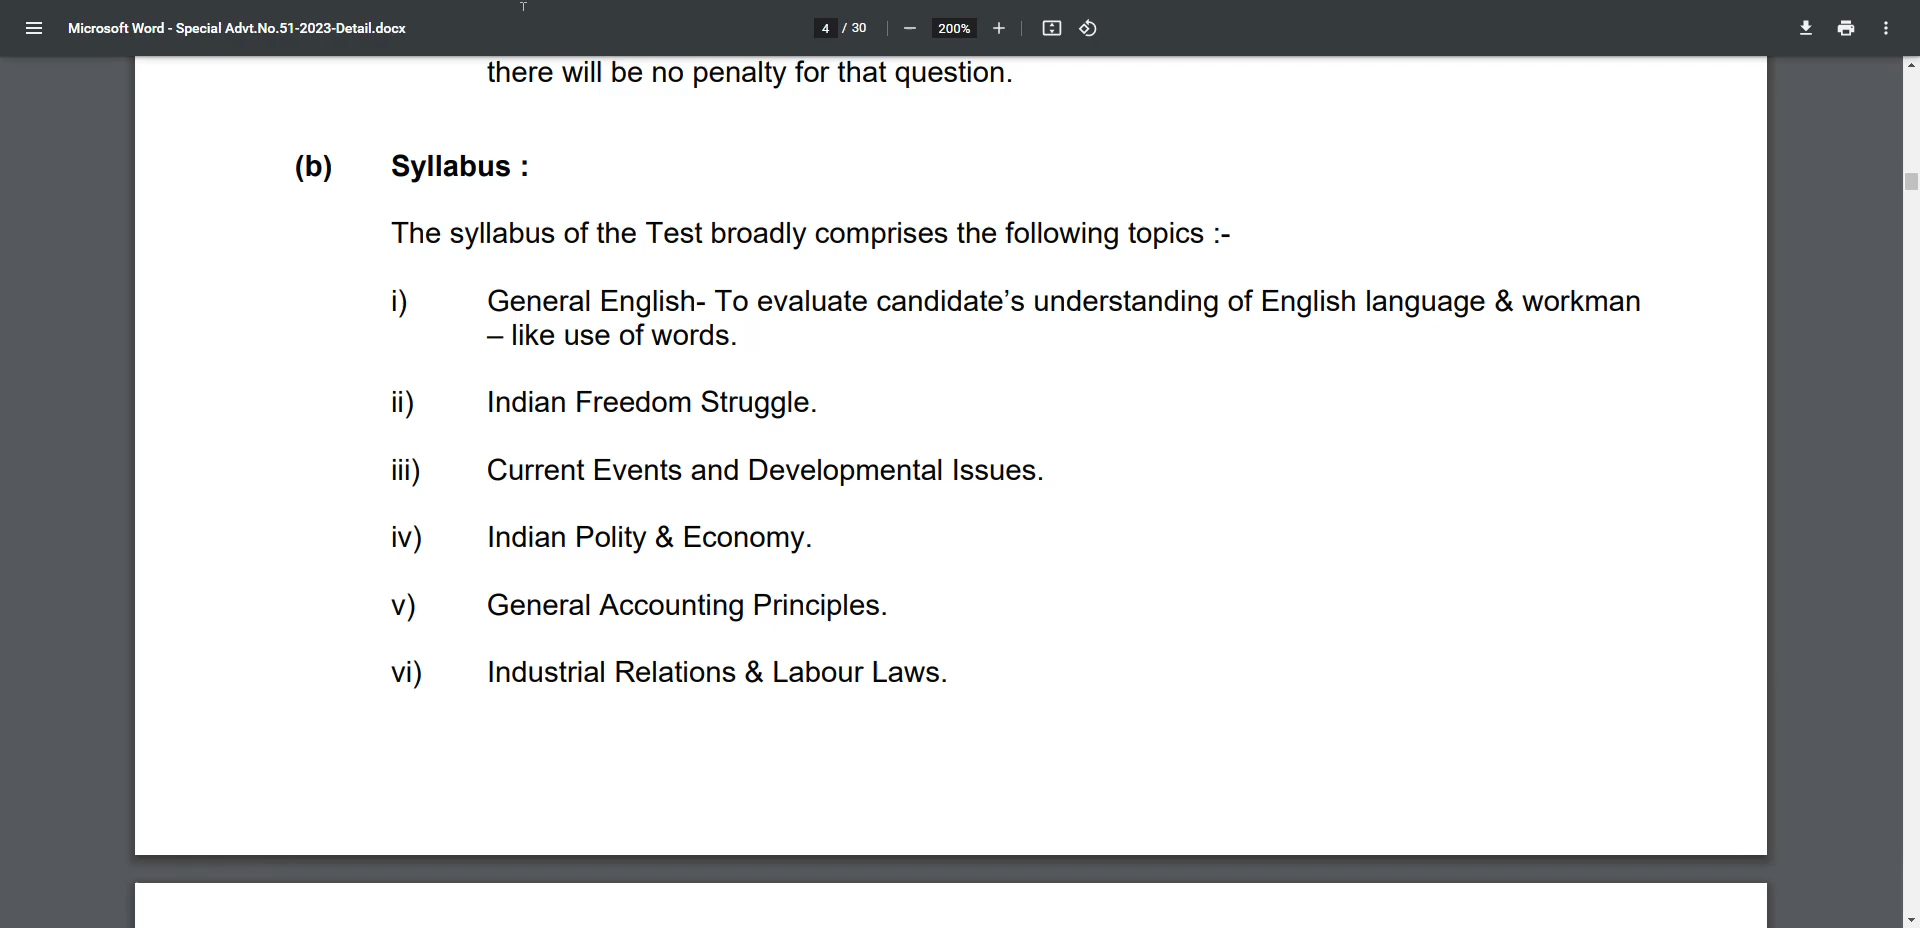 Microsoft Word - Special Advt.No.51-2023-Detail.docx
4 / 30
200%
there will be no penalty for that question.
(b) Syllabus :
The syllabus of the Test broadly comprises the following topics :-
i) General English- To evaluate candidate’s understanding of English language & workman
– like use of words.
ii) Indian Freedom Struggle.
iii) Current Events and Developmental Issues.
iv) Indian Polity & Economy.
v) General Accounting Principles.
vi) Industrial Relations & Labour Laws.